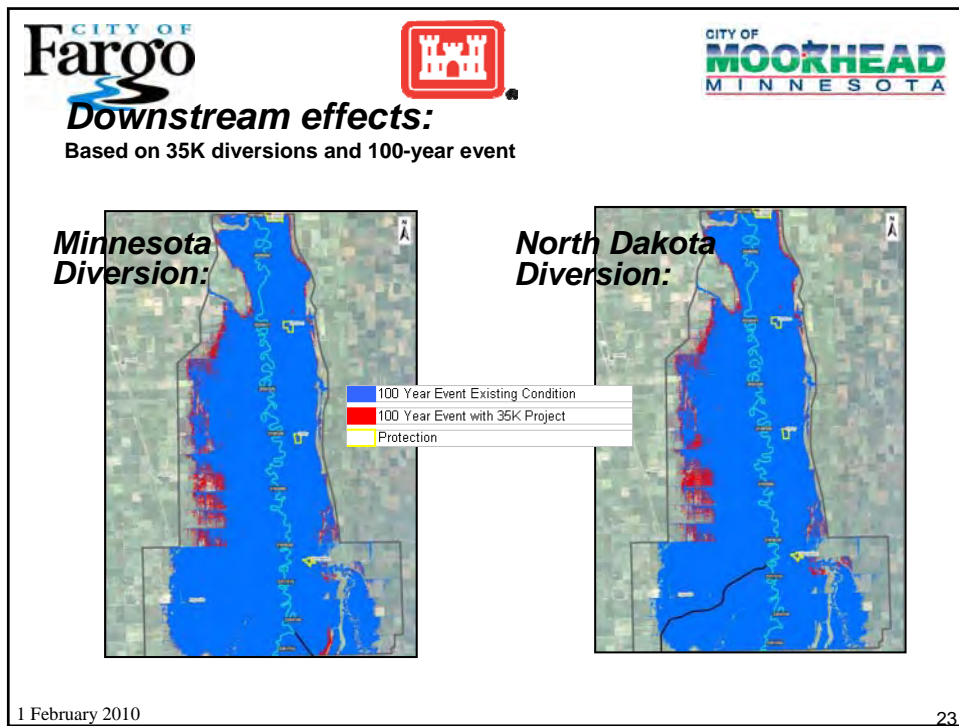 CITY OF
Fargo
CITY OF
MOORHEAD
MINNESOTA
Downstream effects:
Based on 35K diversions and 100-year event
Minnesota
Diversion:
North Dakota
Diversion:
N
N
100 Year Event Existing Condition
100 Year Event with 35K Project
Protection
1 February 2010
23